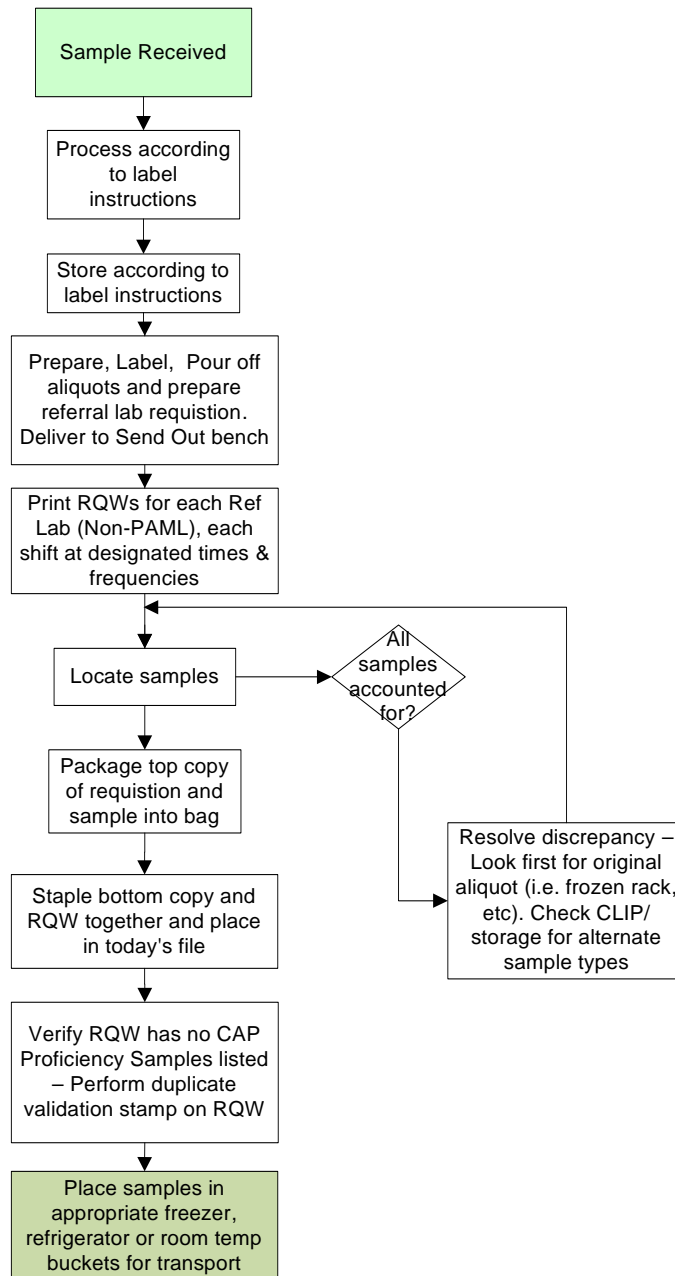 Sample Received
Process according
to label
instructions
Store according to
label instructions
Prepare, Label, Pour off
aliquots and prepare
referral lab requistion.
Deliver to Send Out bench
Print RQWs for each Ref
Lab (Non-PAML), each
shift at designated times &
frequencies
Locate samples
All
samples
accounted
for?
Package top copy
of requistion and
sample into bag
Resolve discrepancy –
Look first for original
aliquot (i.e. frozen rack,
etc). Check CLIP/
storage for alternate
sample types
Staple bottom copy and
RQW together and place
in today's file
Verify RQW has no CAP
Proficiency Samples listed
– Perform duplicate
validation stamp on RQW
Place samples in
appropriate freezer,
refrigerator or room temp
buckets for transport